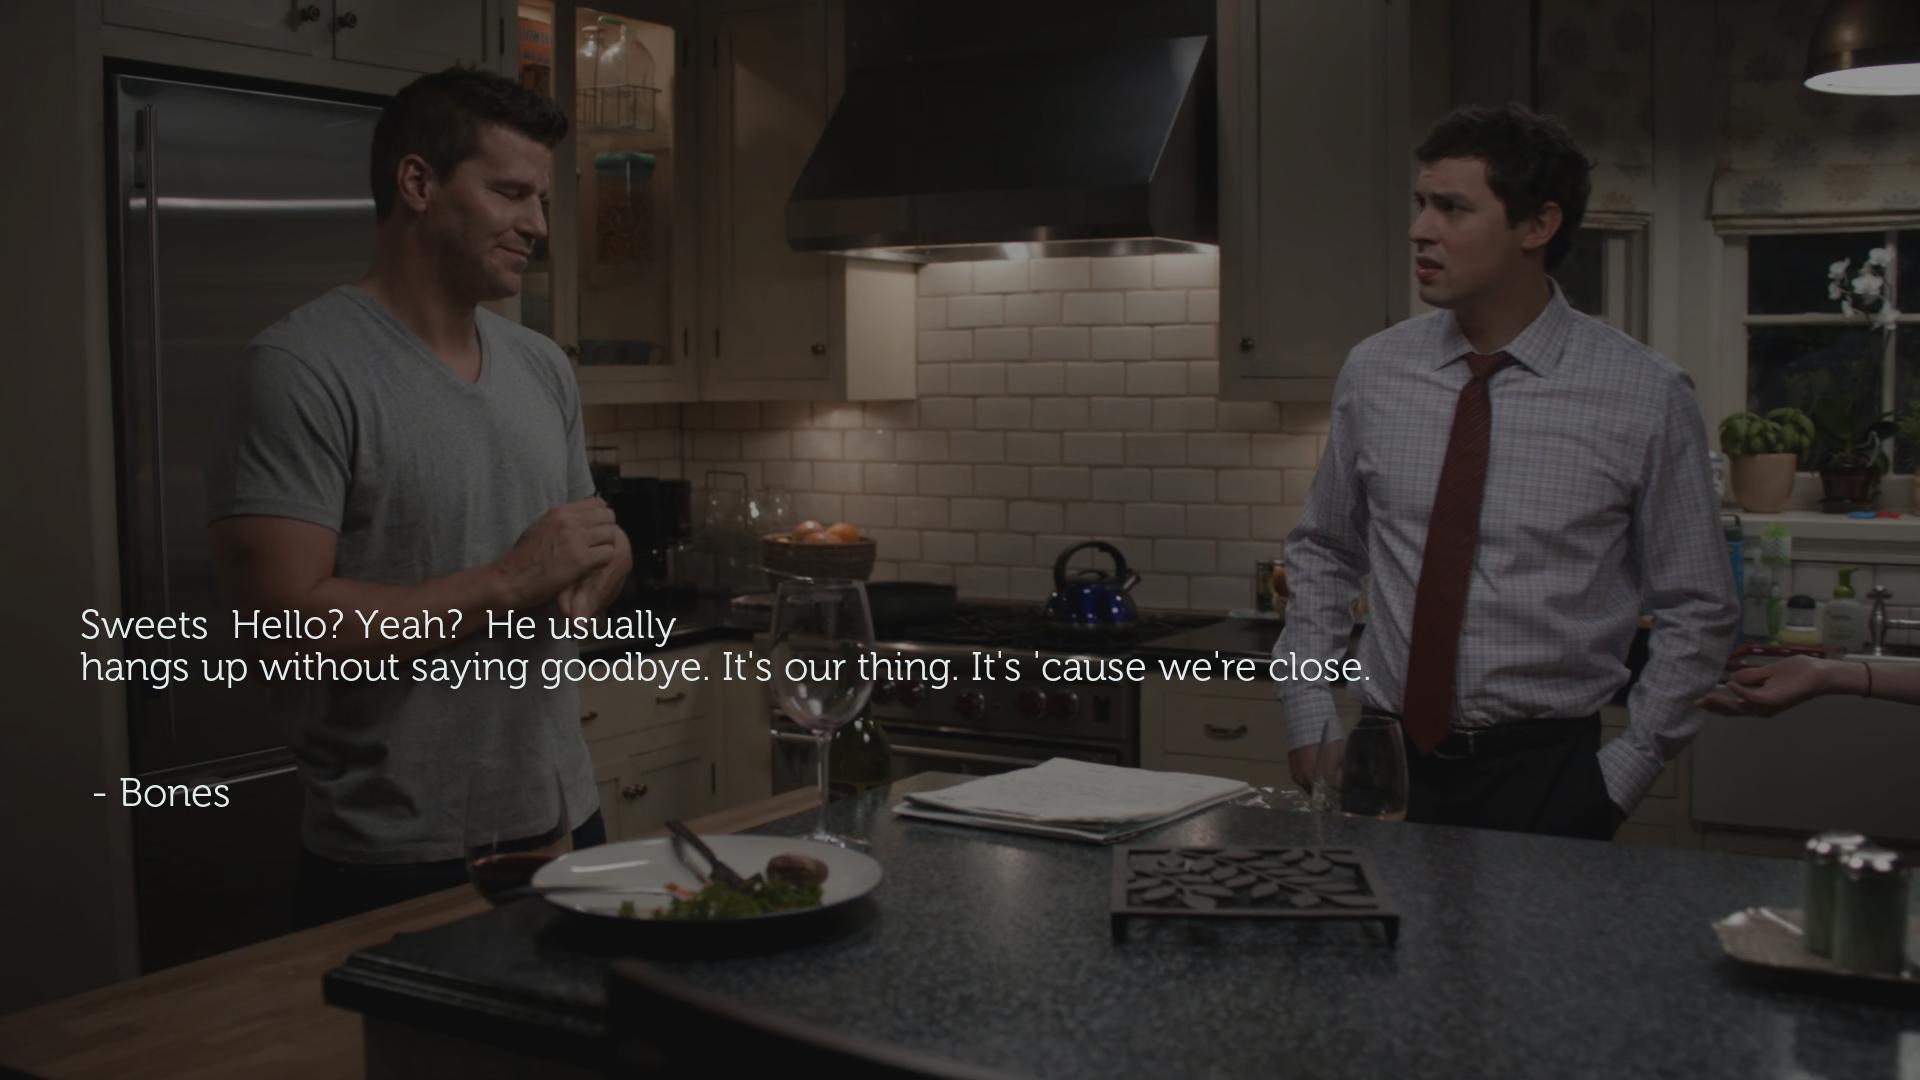 Sweets  Hello? Yeah?  He usually
hangs up without saying goodbye. It's our thing. It's 'cause we're close.
- Bones